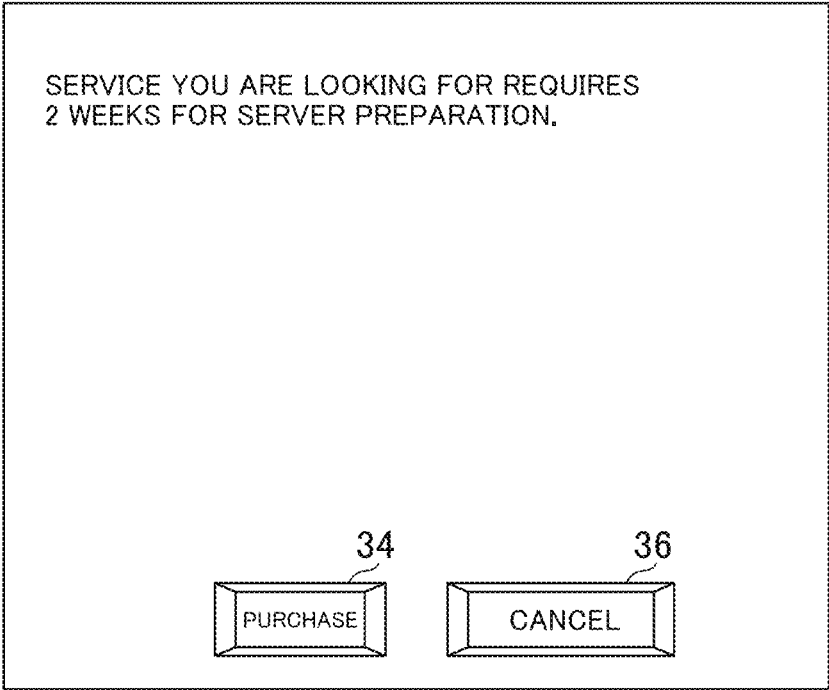 SERVICE YOU ARE LOOKING FOR REQUIRES
2 WEEKS FOR SERVER PREPARATION.
34
36
PURCHASE
CANCEL